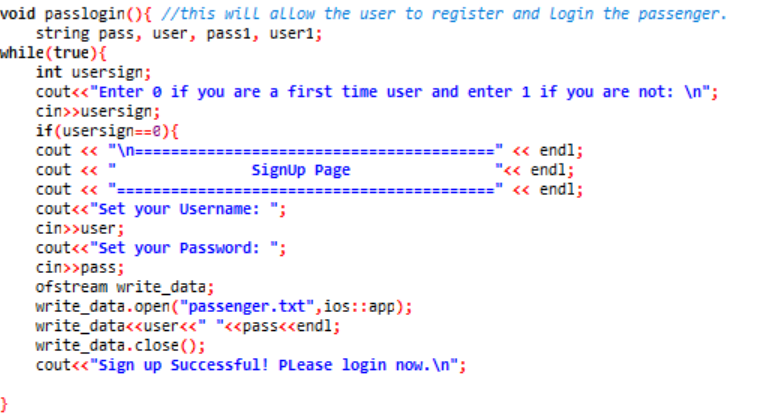 void passlogin(){ //this will allow the user to register and Login the passenger.
    string pass, user, pass1, user1;
while(true){
    int usersign;
    cout<<"Enter 0 if you are a first time user and enter 1 if you are not: \n";
    cin>>usersign;
    if(usersign==0){
    cout << "\n========================================" << endl;
    cout << "               SignUp Page                "<< endl;
    cout << "==========================================" << endl;
    cout<<"Set your Username: ";
    cin>>user;
    cout<<"Set your Password: ";
    cin>>pass;
    ofstream write_data;
    write_data.open("passenger.txt",ios::app);
    write_data<<user<<" "<<pass<<endl;
    write_data.close();
    cout<<"Sign up Successful! PLease login now.\n";
}